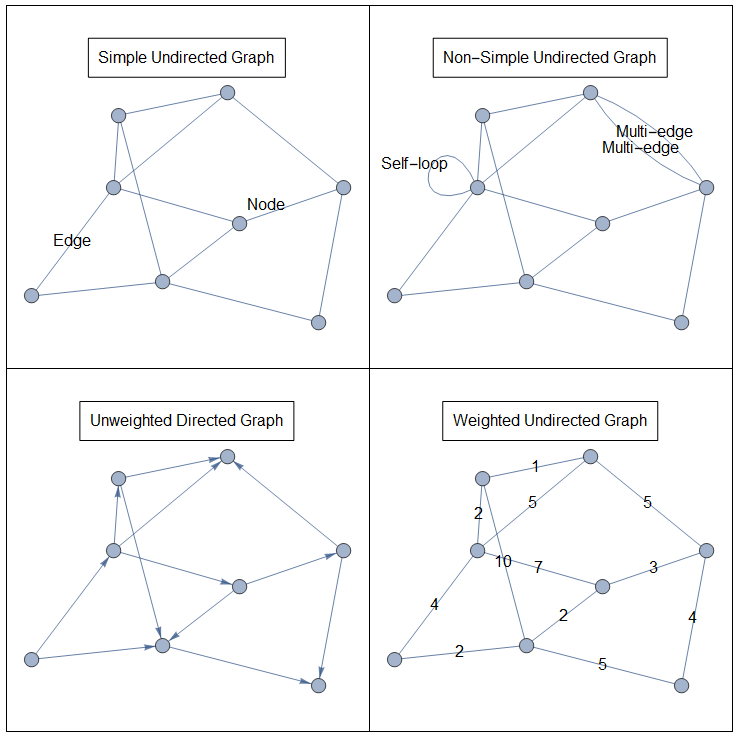 Simple Undirected Graph
Node
Edge
Non-Simple Undirected Graph
Multi-edge
Multi-edge
Self-loop
Unweighted Directed Graph
Weighted Undirected Graph
1
5
5
2
10
7
3
4
2
4
2
5